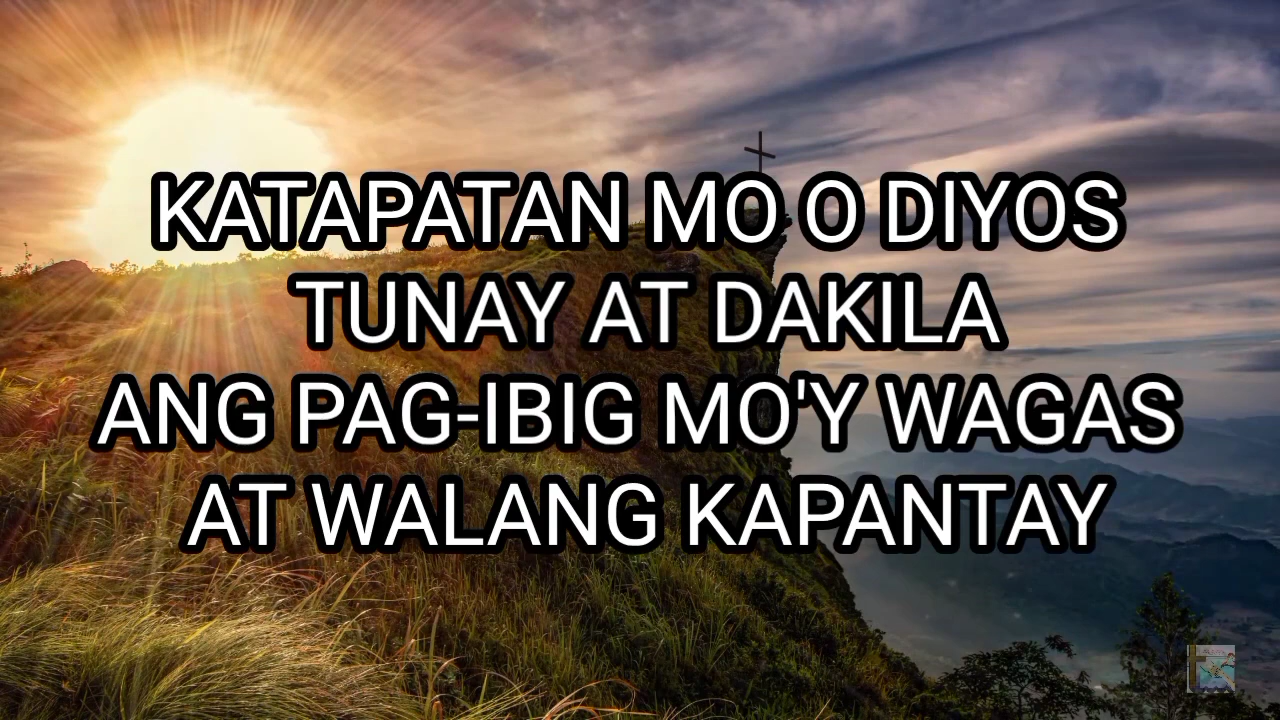 KATAPATAN MO O DIYOS
TUNAY AT DAKILA
ANG PAG-IBIG MO'Y WAGAS
AT WALANG KAPANTAY